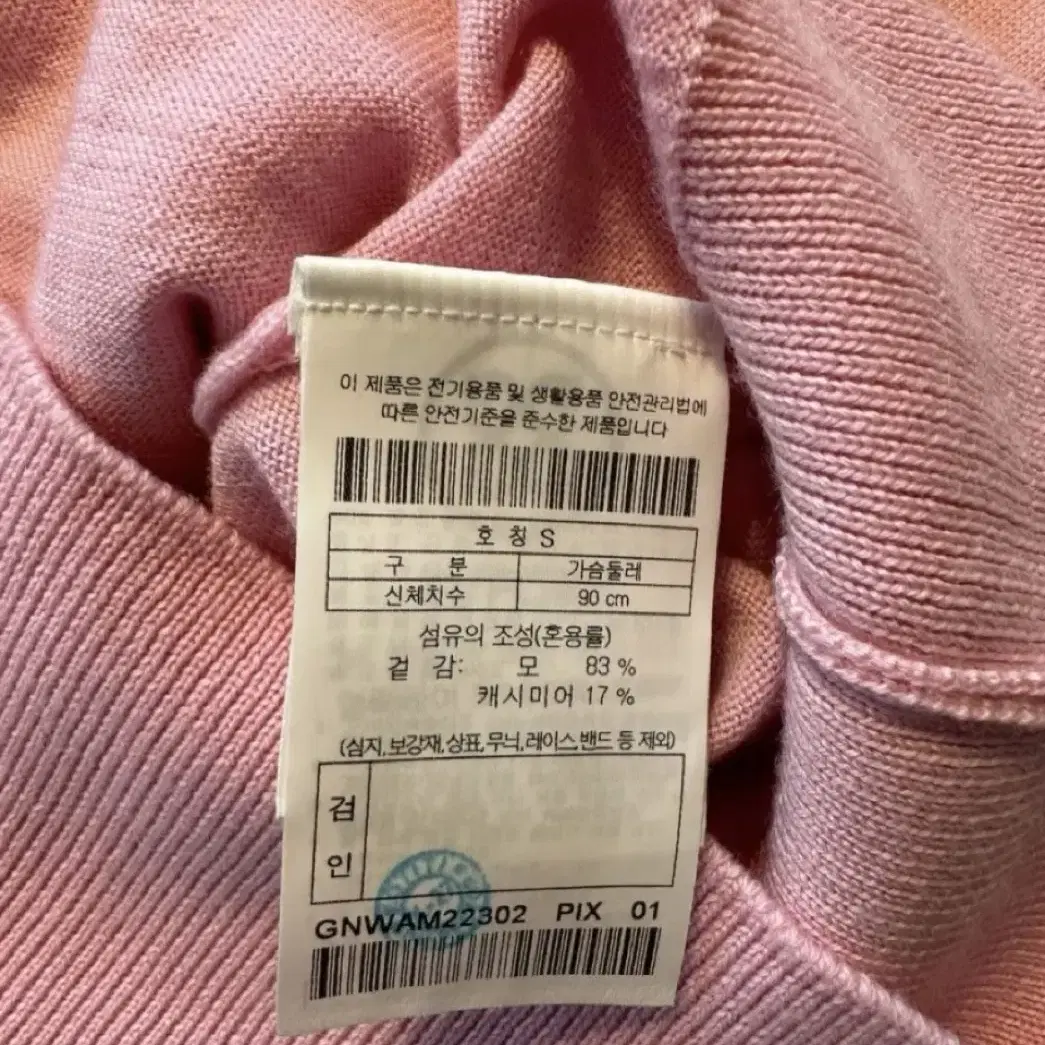 이 제품은 전기용품 및 생활용품 안전관리법에
따른 안전기준을 준수한 제품입니다
호 칭 S
구 분 가슴둘레
신체치수 90 cm
섬유의 조성(혼용률)
겉 감: 모 83 %
캐시미어 17 %
(심지,보강재,상표,무늬,레이스,밴드 등 제외)
검
인
GNWAM22302 PIX 01